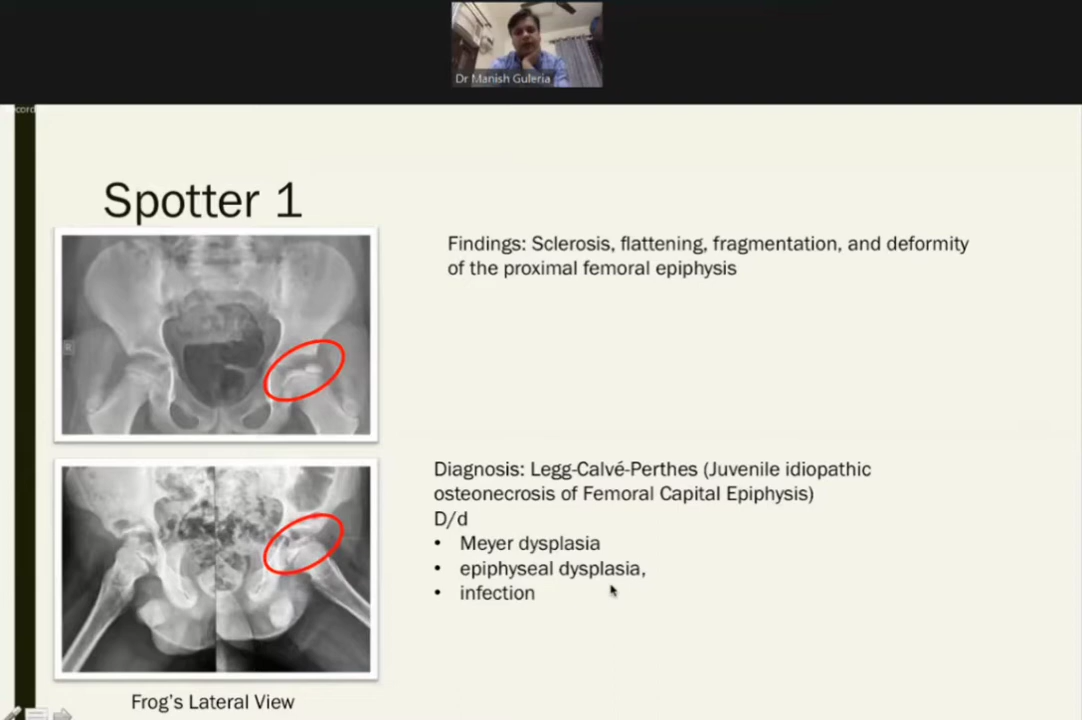 Dr Manish Guleria
cord
Spotter 1
Findings: Sclerosis, flattening, fragmentation, and deformity
of the proximal femoral epiphysis
R
Diagnosis: Legg-Calvé-Perthes (Juvenile idiopathic
osteonecrosis of Femoral Capital Epiphysis)
D/d
• Meyer dysplasia
• epiphyseal dysplasia,
• infection
Frog's Lateral View